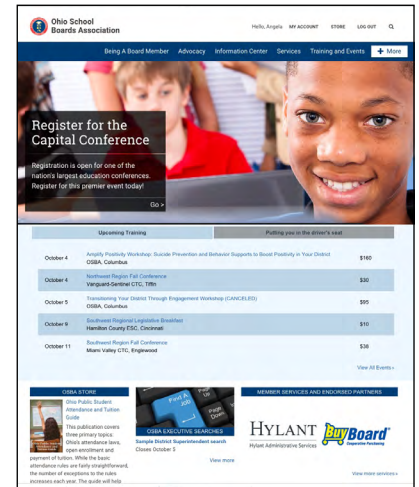 Ohio School
Boards Association
Hello, Angela MY ACCOUNT STORE LOG OUT
Being A Board Member Advocacy Information Center Services Training and Events + More
Register for the
Capital Conference
Registration is open for one of the
nation's largest education conferences.
Register for this premier event today!
Go >
Upcoming Training Putting you in the driver's seat
October 4 Amplify Positivity Workshop: Suicide Prevention and Behavior Supports to Boost Positivity in Your District $160
OSBA, Columbus
October 4 Northwest Region Fall Conference $30
Vanguard-Sentinel CTC, Tiffin
October 5 Transitioning Your District Through Engagement Workshop (CANCELED) $95
OSBA, Columbus
October 9 Southwest Regional Legislative Breakfast $10
Hamilton County ESC, Cincinnati
October 11 Southwest Region Fall Conference $38
Miami Valley CTC, Englewood
View All Events »
OSBA STORE
Ohio Public Student
Attendance and Tuition
Guide
This publication covers
three primary topics:
Ohio's attendance laws,
open enrollment and
payment of tuition. While the basic
attendance rules are fairly straightforward,
the number of exceptions to the rules
increases each year. The guide will help
Find A
Job
Page
Up
Page
Down
OSBA EXECUTIVE SEARCHES
Sample District Superintendent search
Closes October 5
View more
MEMBER SERVICES AND ENDORSED PARTNERS
HYLANT
Hylant Administrative Services
BuyBoard
Cooperative Purchasing
View more services »